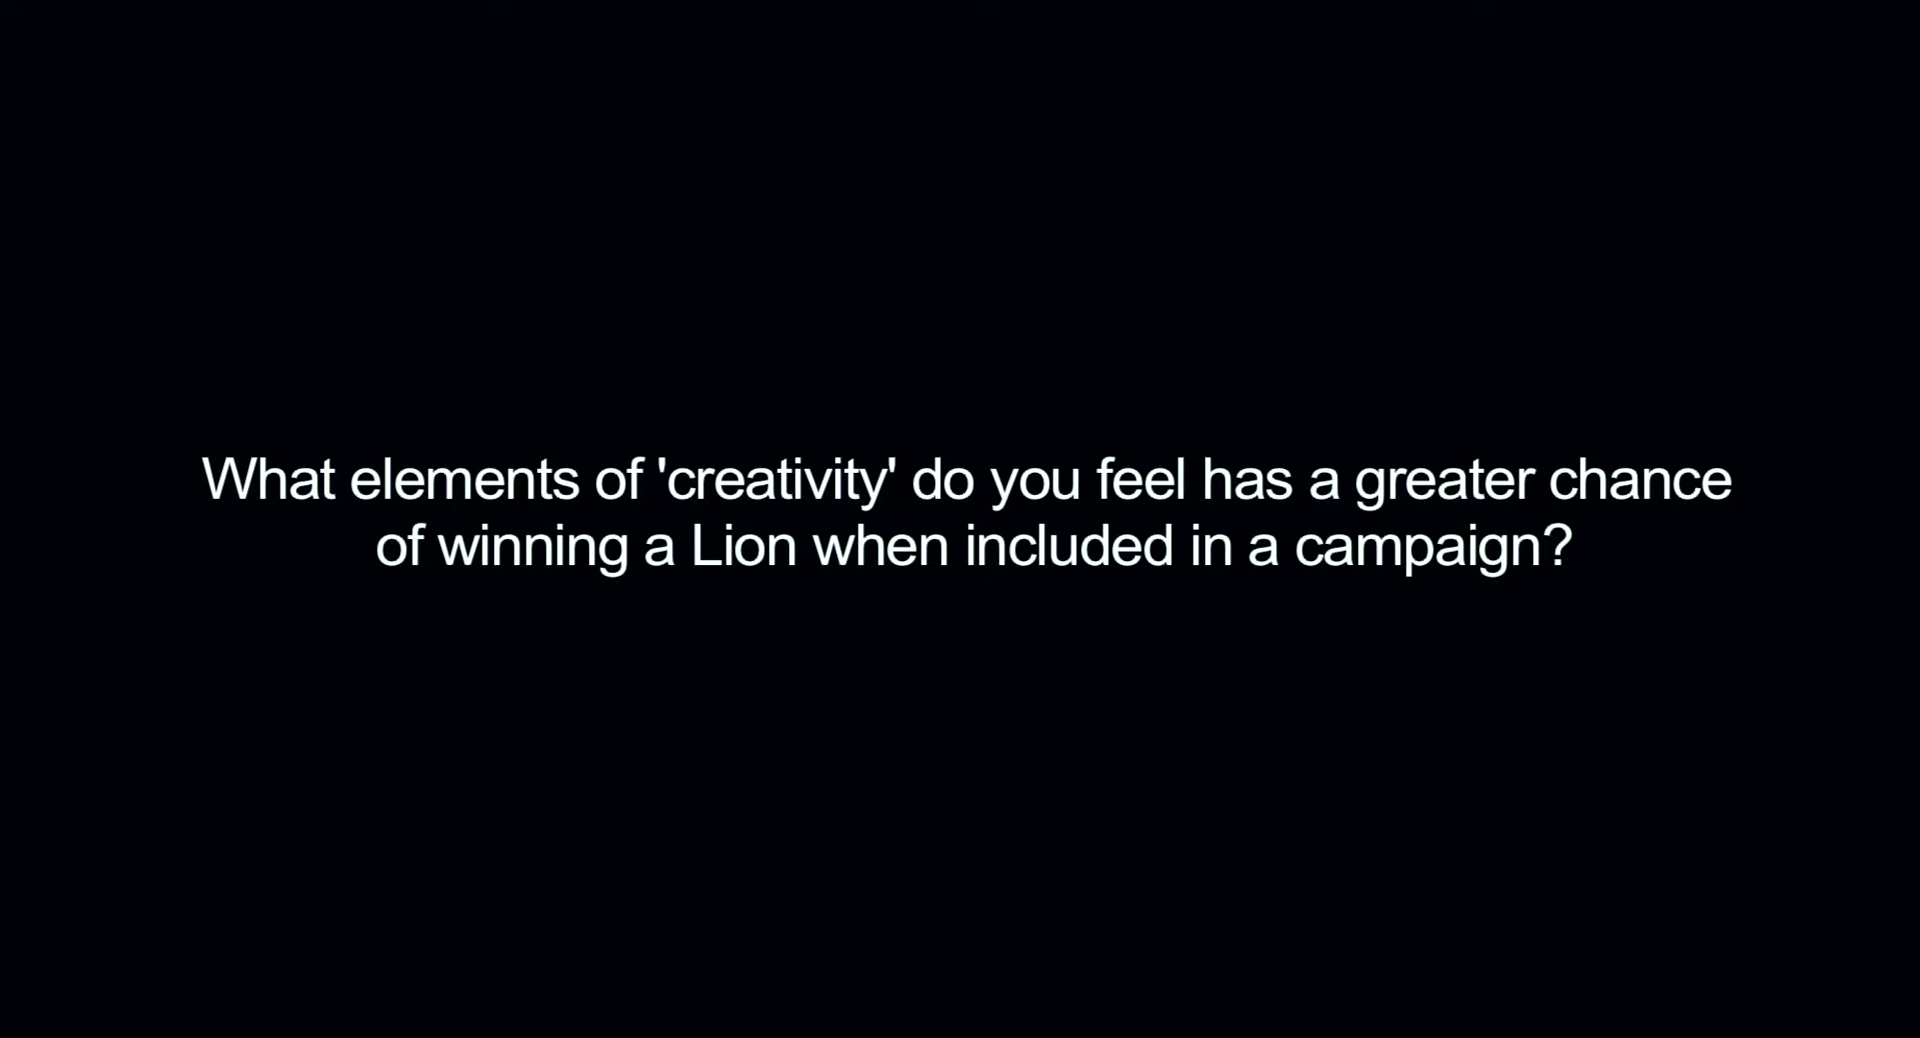 What elements of 'creativity' do you feel has a greater chance
of winning a Lion when included in a campaign?